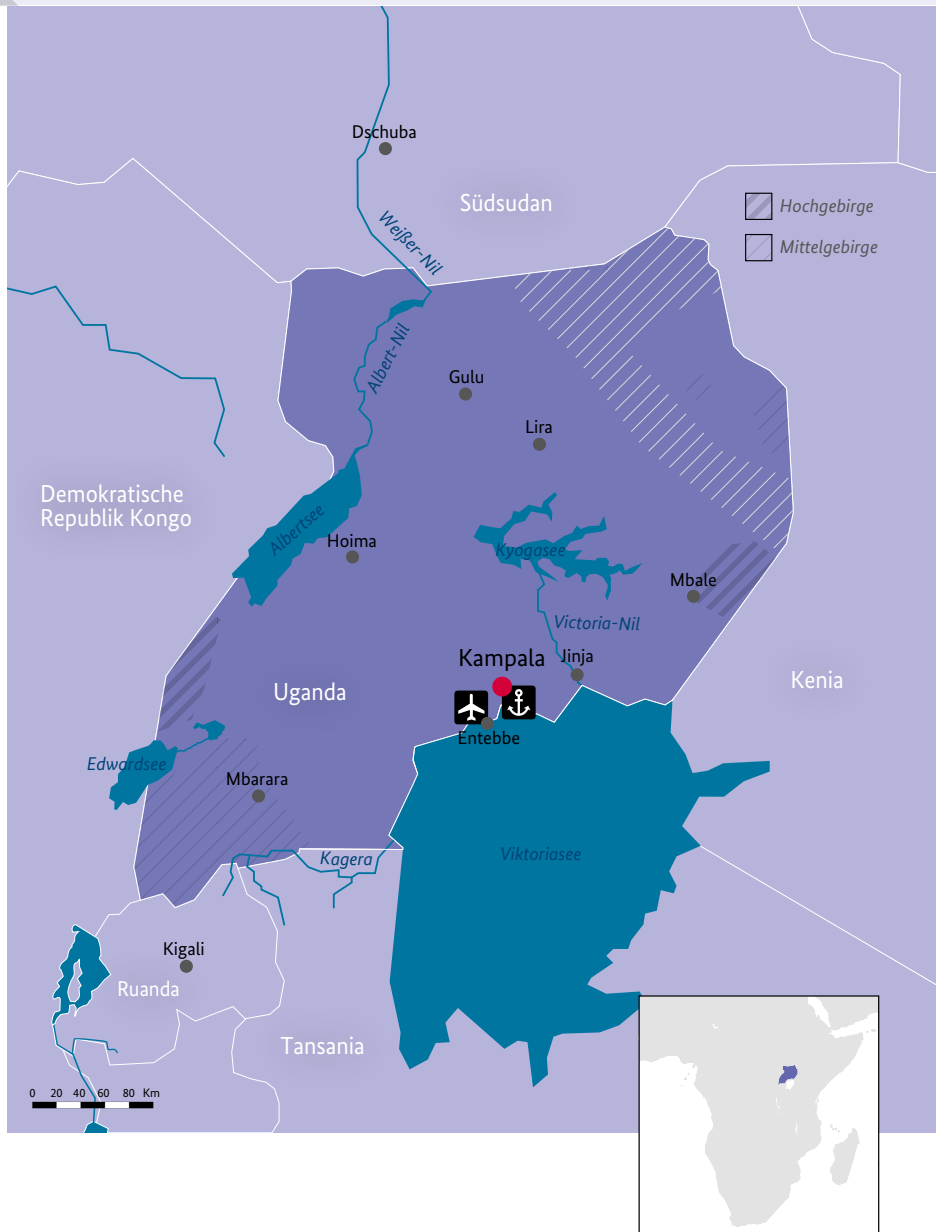 Dschuba
Südsudan
Hochgebirge
Mittelgebirge
Weißer-Nil
Albert-Nil
Gulu
Lira
Demokratische
Republik Kongo
Albertsee
Hoima
Kyogasee
Mbale
Victoria-Nil
Kampala
Jinja
Uganda
Kenia
Entebbe
Edwardsee
Mbarara
Kagera
Viktoriasee
Kigali
Ruanda
Tansania
0 20 40 60 80 Km